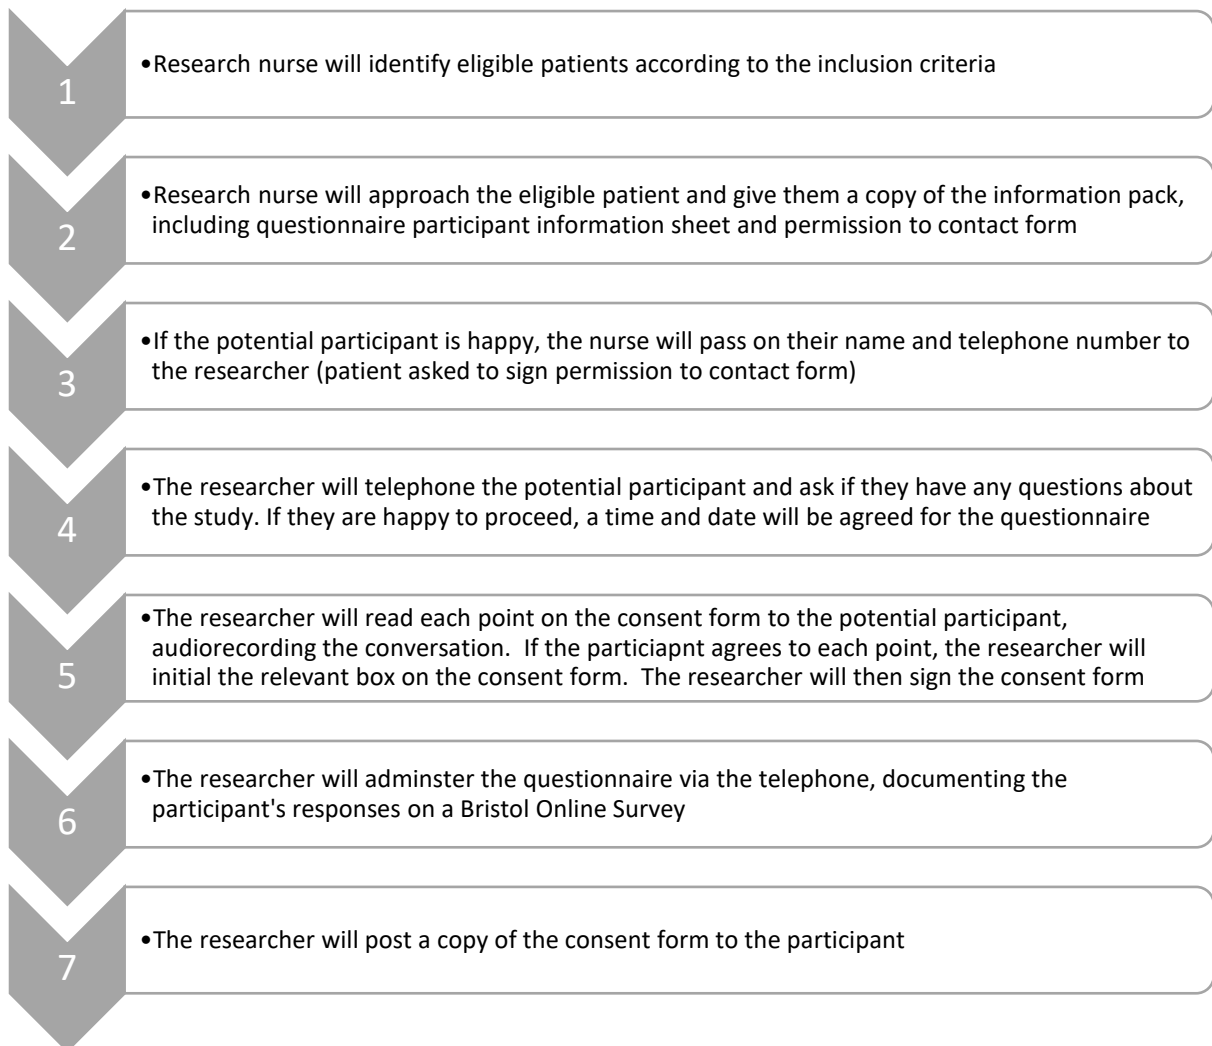 1
•Research nurse will identify eligible patients according to the inclusion criteria
2
•Research nurse will approach the eligible patient and give them a copy of the information pack,
including questionnaire participant information sheet and permission to contact form
3
•If the potential participant is happy, the nurse will pass on their name and telephone number to
the researcher (patient asked to sign permission to contact form)
4
•The researcher will telephone the potential participant and ask if they have any questions about
the study. If they are happy to proceed, a time and date will be agreed for the questionnaire
5
•The researcher will read each point on the consent form to the potential participant,
audiorecording the conversation.  If the particiapnt agrees to each point, the researcher will
initial the relevant box on the consent form.  The researcher will then sign the consent form
6
•The researcher will adminster the questionnaire via the telephone, documenting the
participant's responses on a Bristol Online Survey
7
•The researcher will post a copy of the consent form to the participant